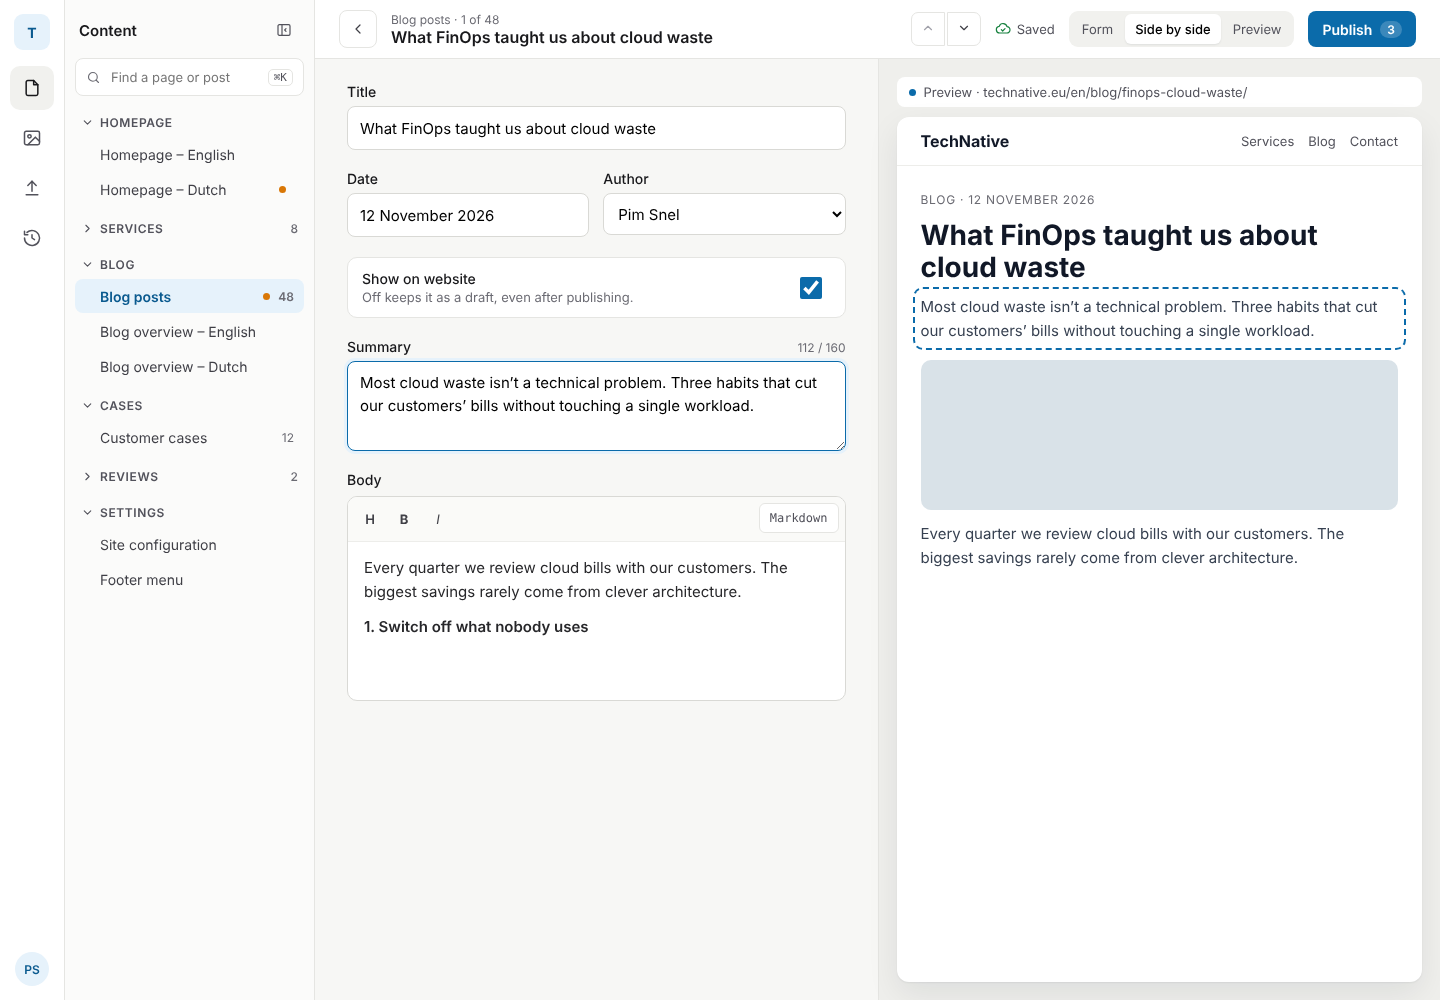 T
Content
Find a page or post ⌘K
HOMEPAGE
Homepage – English
Homepage – Dutch
SERVICES 8
BLOG
Blog posts 48
Blog overview – English
Blog overview – Dutch
CASES
Customer cases 12
REVIEWS 2
SETTINGS
Site configuration
Footer menu
PS
Blog posts · 1 of 48
What FinOps taught us about cloud waste
Saved
Form Side by side Preview
Publish 3
Title
What FinOps taught us about cloud waste
Date Author
12 November 2026 Pim Snel
Show on website
Off keeps it as a draft, even after publishing.
Summary 112 / 160
Most cloud waste isn’t a technical problem. Three habits that cut
our customers’ bills without touching a single workload.
Body
H B I Markdown
Every quarter we review cloud bills with our customers. The
biggest savings rarely come from clever architecture.
1. Switch off what nobody uses
Preview · technative.eu/en/blog/finops-cloud-waste/
TechNative Services Blog Contact
BLOG · 12 NOVEMBER 2026
What FinOps taught us about
cloud waste
Most cloud waste isn’t a technical problem. Three habits that cut
our customers’ bills without touching a single workload.
Every quarter we review cloud bills with our customers. The
biggest savings rarely come from clever architecture.